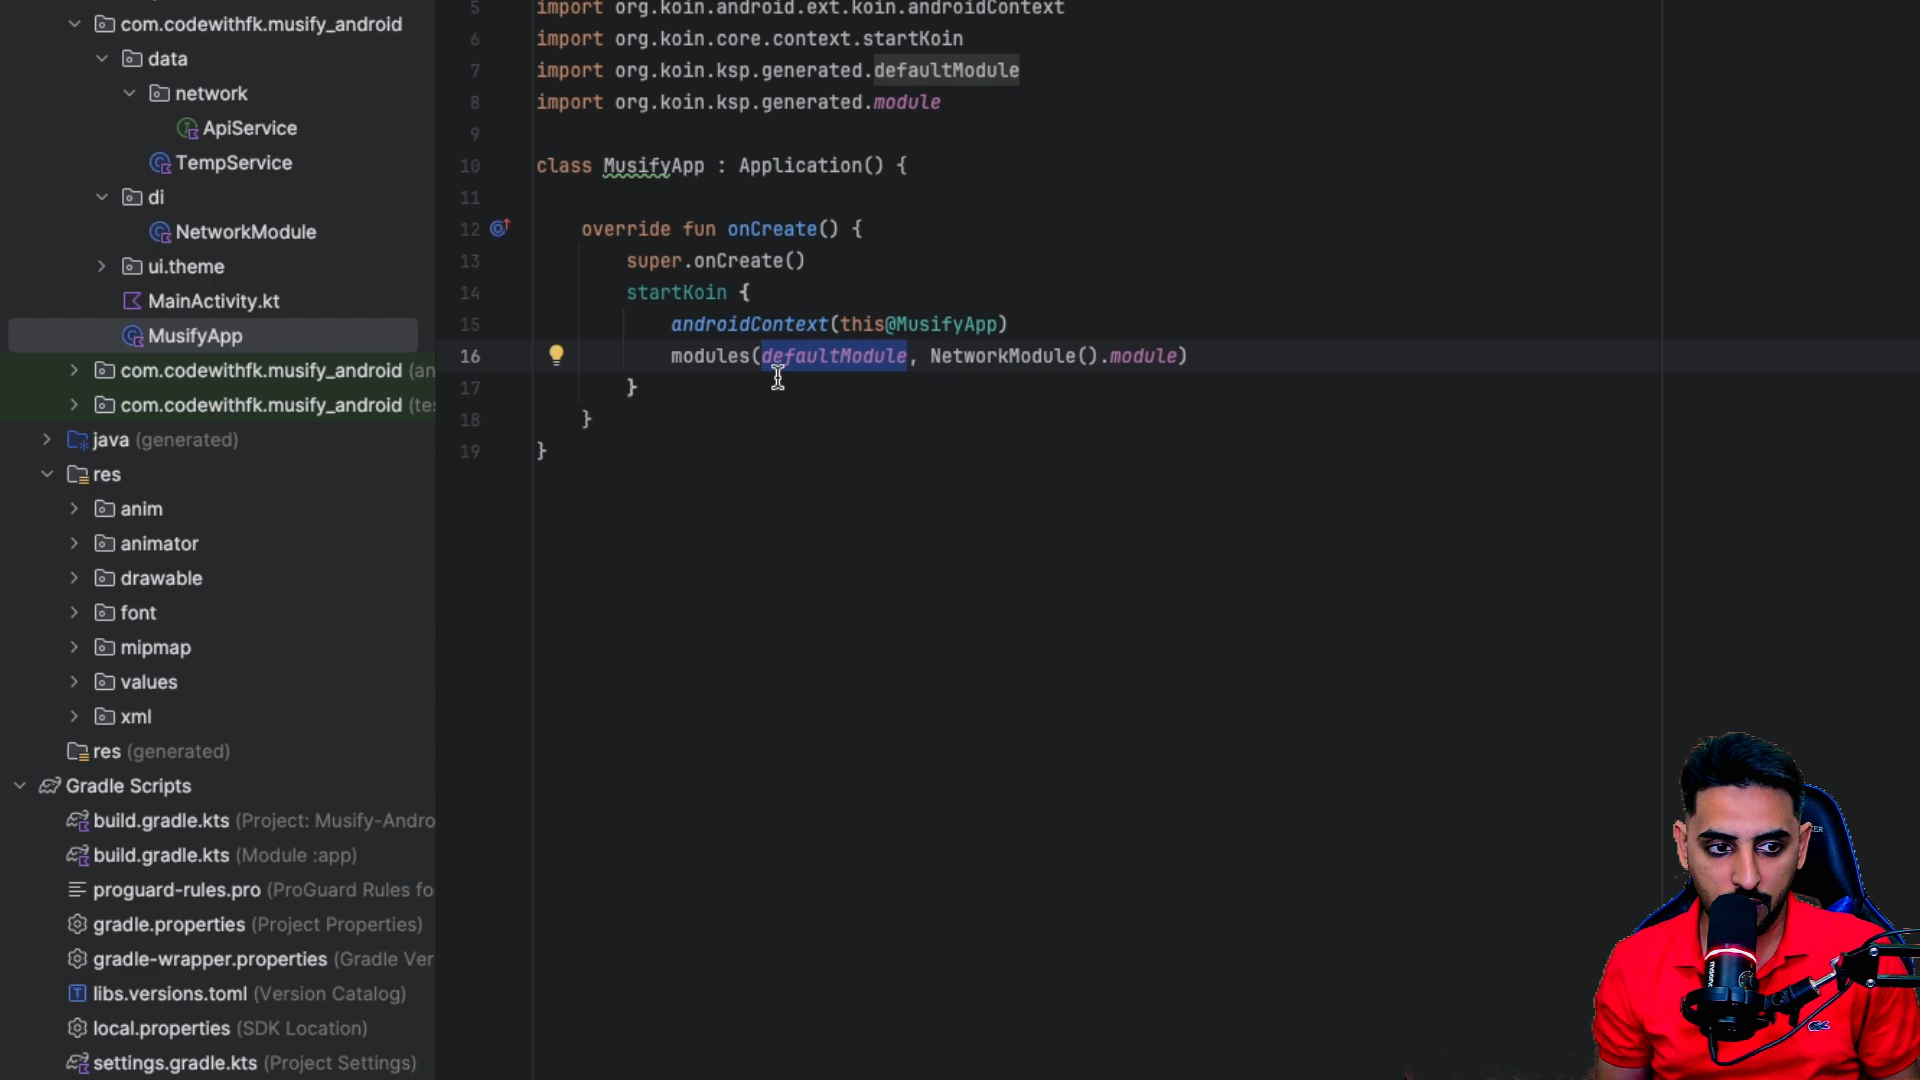 com.codewithfk.musify_android
data
network
ApiService
TempService
di
NetworkModule
ui.theme
MainActivity.kt
MusifyApp
com.codewithfk.musify_android (an
com.codewithfk.musify_android (tes
java (generated)
res
anim
animator
drawable
font
mipmap
values
xml
res (generated)
Gradle Scripts
build.gradle.kts (Project: Musify-Andro
build.gradle.kts (Module :app)
proguard-rules.pro (ProGuard Rules fo
gradle.properties (Project Properties)
gradle-wrapper.properties (Gradle Ver
libs.versions.toml (Version Catalog)
local.properties (SDK Location)
settings.gradle.kts (Project Settings)
5 import org.koin.android.ext.koin.androidContext
6 import org.koin.core.context.startKoin
7 import org.koin.ksp.generated.defaultModule
8 import org.koin.ksp.generated.module
9
10 class MusifyApp : Application() {
11
12 override fun onCreate() {
13 super.onCreate()
14 startKoin {
15 androidContext(this@MusifyApp)
16 modules(defaultModule, NetworkModule().module)
17 }
18 }
19 }